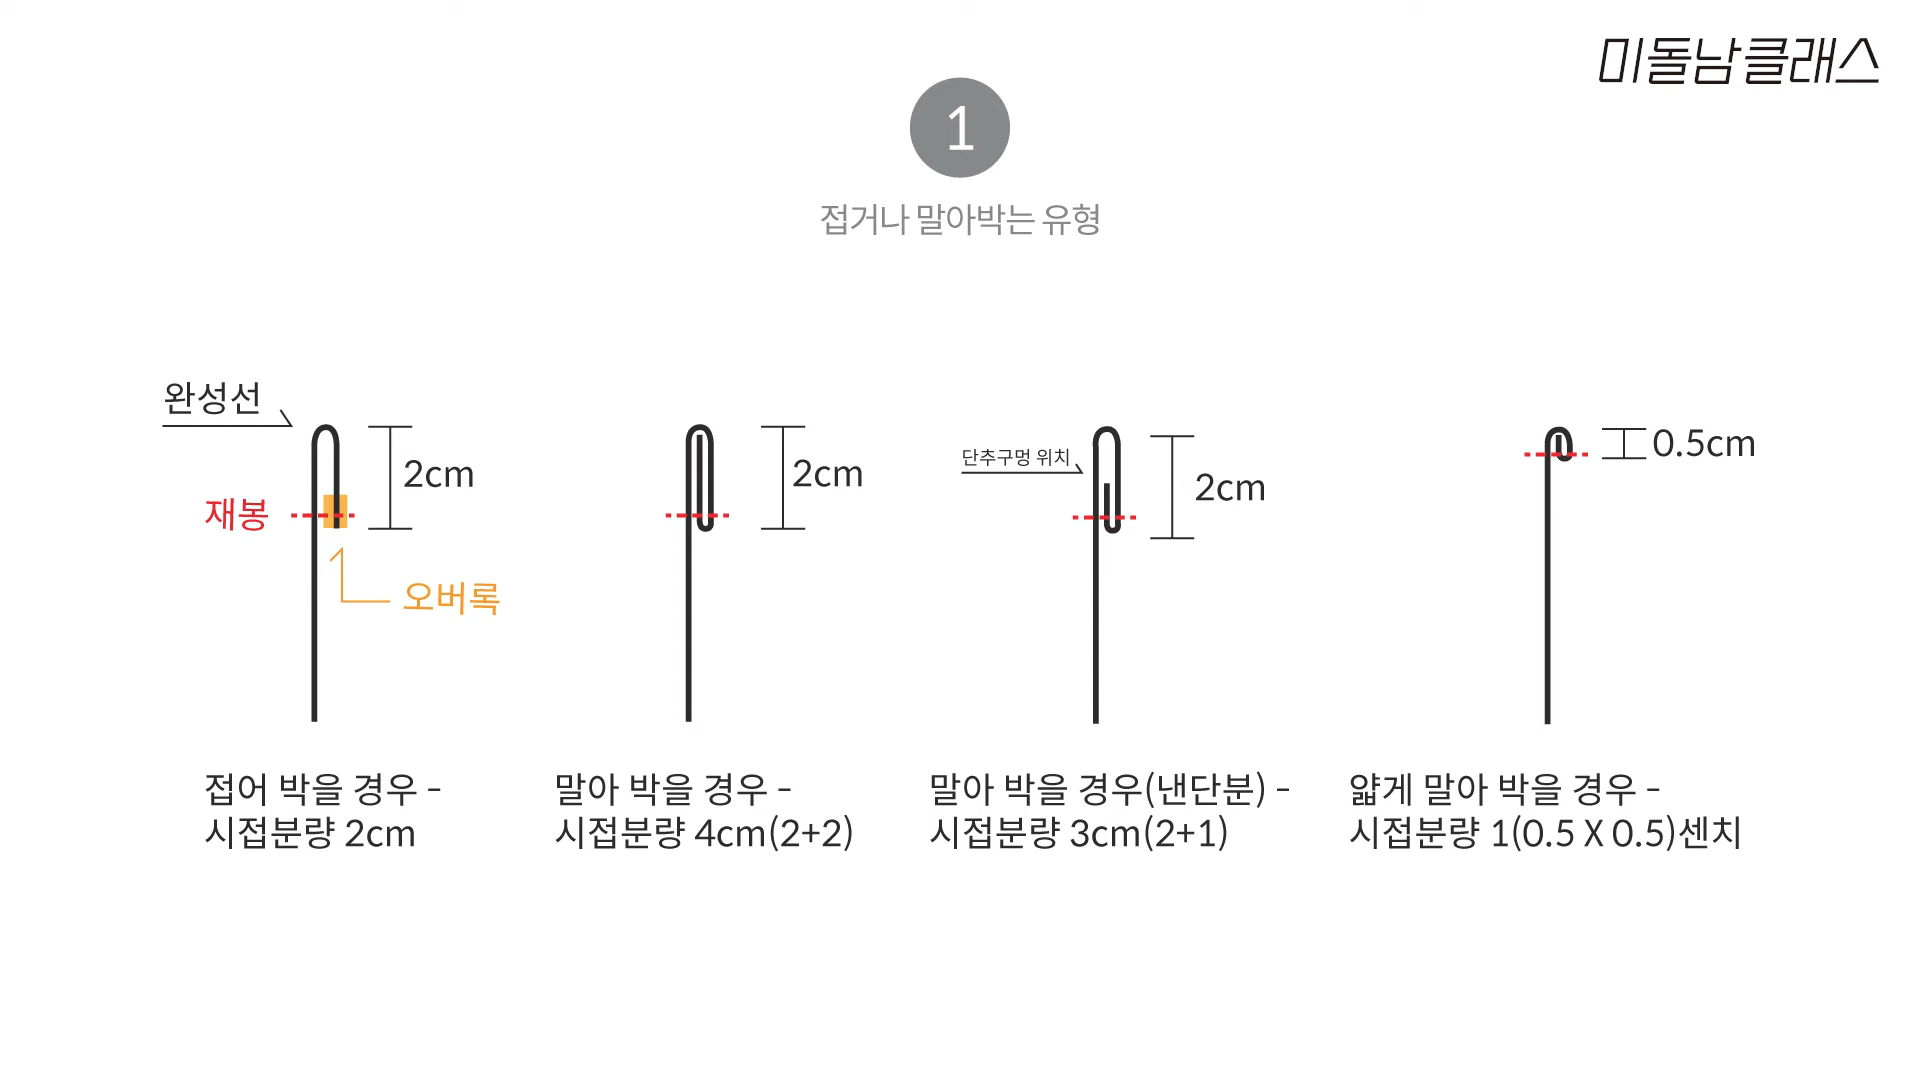 미돌남클래스
1
접거나 말아박는 유형
완성선
2cm
재봉
오버록
2cm
단추구멍 위치
2cm
0.5cm
접어 박을 경우 -
시접분량 2cm
말아 박을 경우 -
시접분량 4cm(2+2)
말아 박을 경우(낸단분) -
시접분량 3cm(2+1)
얇게 말아 박을 경우 -
시접분량 1(0.5 X 0.5)센치